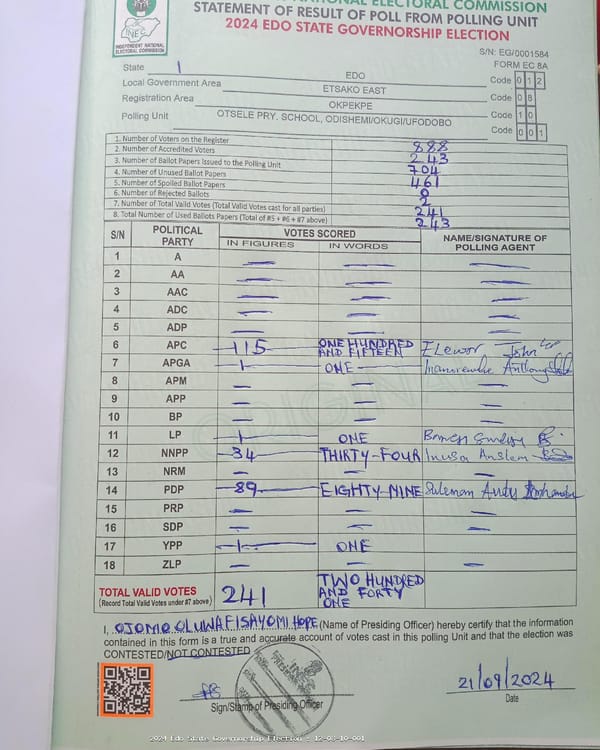 NATIONAL ELECTORAL COMMISSION
STATEMENT OF RESULT OF POLL FROM POLLING UNIT
2024 EDO STATE GOVERNORSHIP ELECTION
INEC
INDEPENDENT NATIONAL
ELECTORAL COMMISSION
S/N: EG/0001584
FORM EC 8A
State EDO Code 0 1 2
Local Government Area ETSAKO EAST Code 0 8
Registration Area OKPEKPE Code 1 0
Polling Unit OTSELE PRY. SCHOOL, ODISHEMI/OKUGI/UFODOBO Code 0 0 1
1. Number of Voters on the Register 888
2. Number of Accredited Voters 243
3. Number of Ballot Papers Issued to the Polling Unit 704
4. Number of Unused Ballot Papers 461
5. Number of Spoiled Ballot Papers 0
6. Number of Rejected Ballots 2
7. Number of Total Valid Votes (Total Valid Votes cast for all parties) 241
8. Total Number of Used Ballots Papers (Total of #5 + #6 + #7 above) 243
S/N POLITICAL PARTY VOTES SCORED NAME/SIGNATURE OF POLLING AGENT
IN FIGURES IN WORDS
1 A
2 AA
3 AAC
4 ADC
5 ADP
6 APC 115 ONE HUNDRED AND FIFTEEN John
7 APGA 1 ONE Anthony
8 APM
9 APP
10 BP
11 LP 1 ONE
12 NNPP 34 THIRTY-FOUR Inusa Anslem
13 NRM
14 PDP 89 EIGHTY-NINE Suleman Andu
15 PRP
16 SDP
17 YPP 1 ONE
18 ZLP
TOTAL VALID VOTES 241 TWO HUNDRED AND FORTY ONE
(Record Total Valid Votes under #7 above)
I, OJOMO OLUWAFISAYOMI HOPE (Name of Presiding Officer) hereby certify that the information
contained in this form is a true and accurate account of votes cast in this polling Unit and that the election was
CONTESTED/NOT CONTESTED
INEC
21/09/2024
Sign/Stamp of Presiding Officer
Date
2024 Edo State Governorship Election - 12-08-10-001